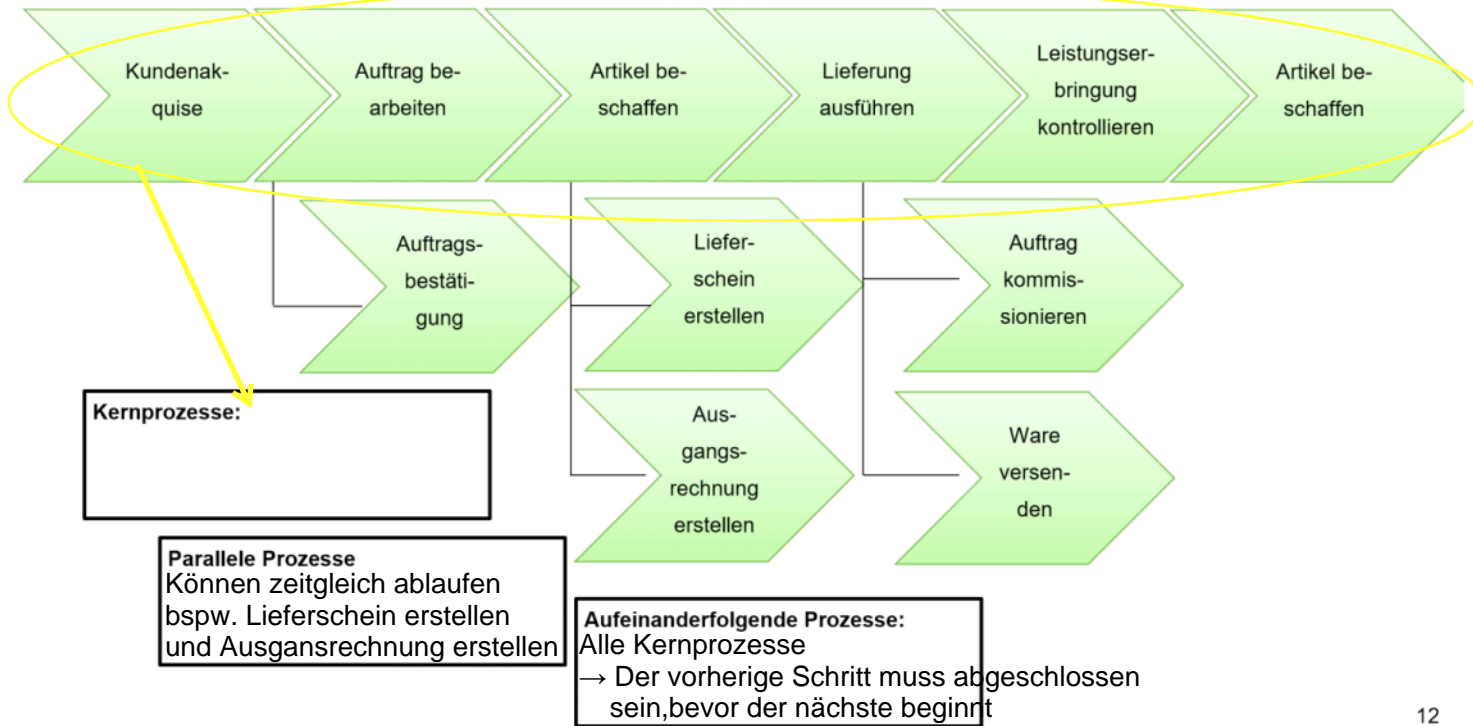 Kundenak-
quise
Auftrag be-
arbeiten
Artikel be-
schaffen
Lieferung
ausführen
Leistungser-
bringung
kontrollieren
Artikel be-
schaffen
Auftrags-
bestäti-
gung
Liefer-
schein
erstellen
Auftrag
kommis-
sionieren
Aus-
gangs-
rechnung
erstellen
Ware
versen-
den
Kernprozesse:
Parallele Prozesse
Können zeitgleich ablaufen
bspw. Lieferschein erstellen
und Ausgansrechnung erstellen
Aufeinanderfolgende Prozesse:
Alle Kernprozesse
→ Der vorherige Schritt muss abgeschlossen
sein,bevor der nächste beginnt
12